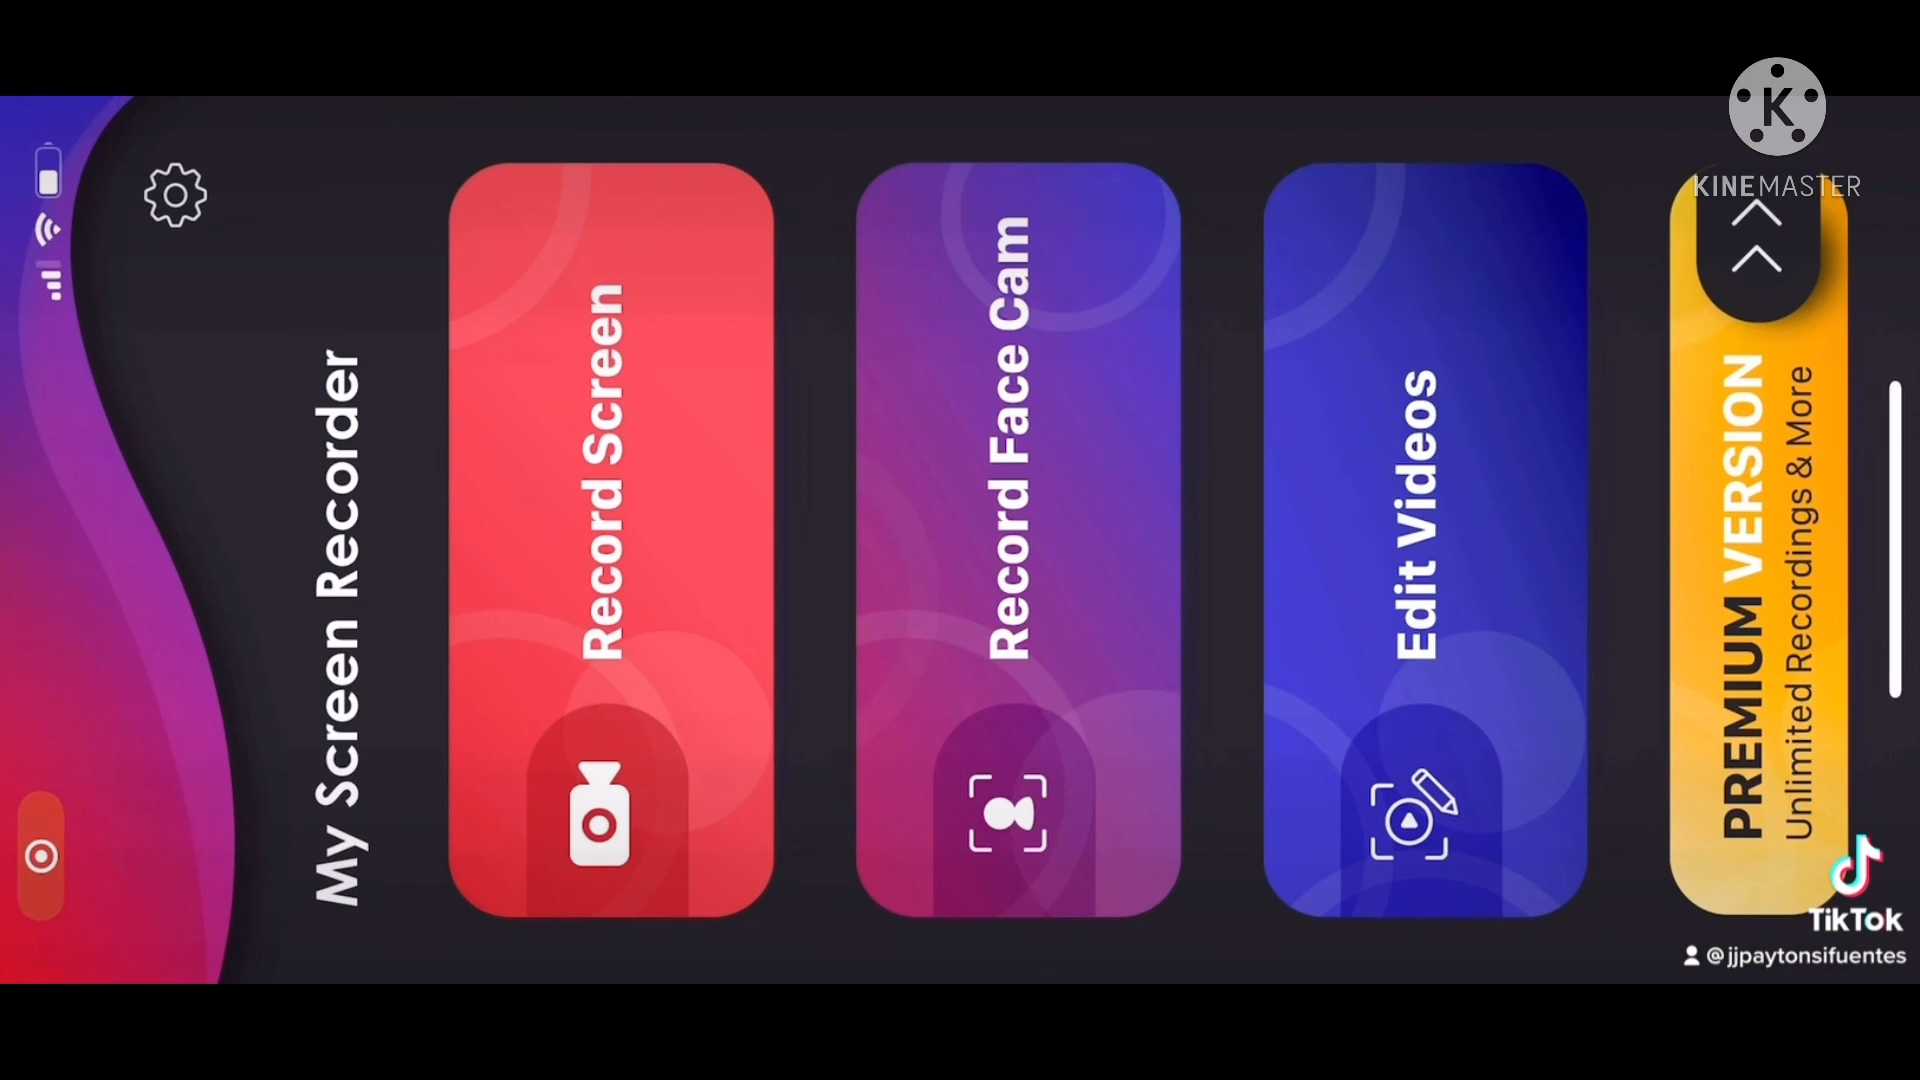 My Screen Recorder
Record Screen
Record Face Cam
Edit Videos
PREMIUM VERSION
Unlimited Recordings & More
K
KINEMASTER
TikTok
@jjpaytonsifuentes